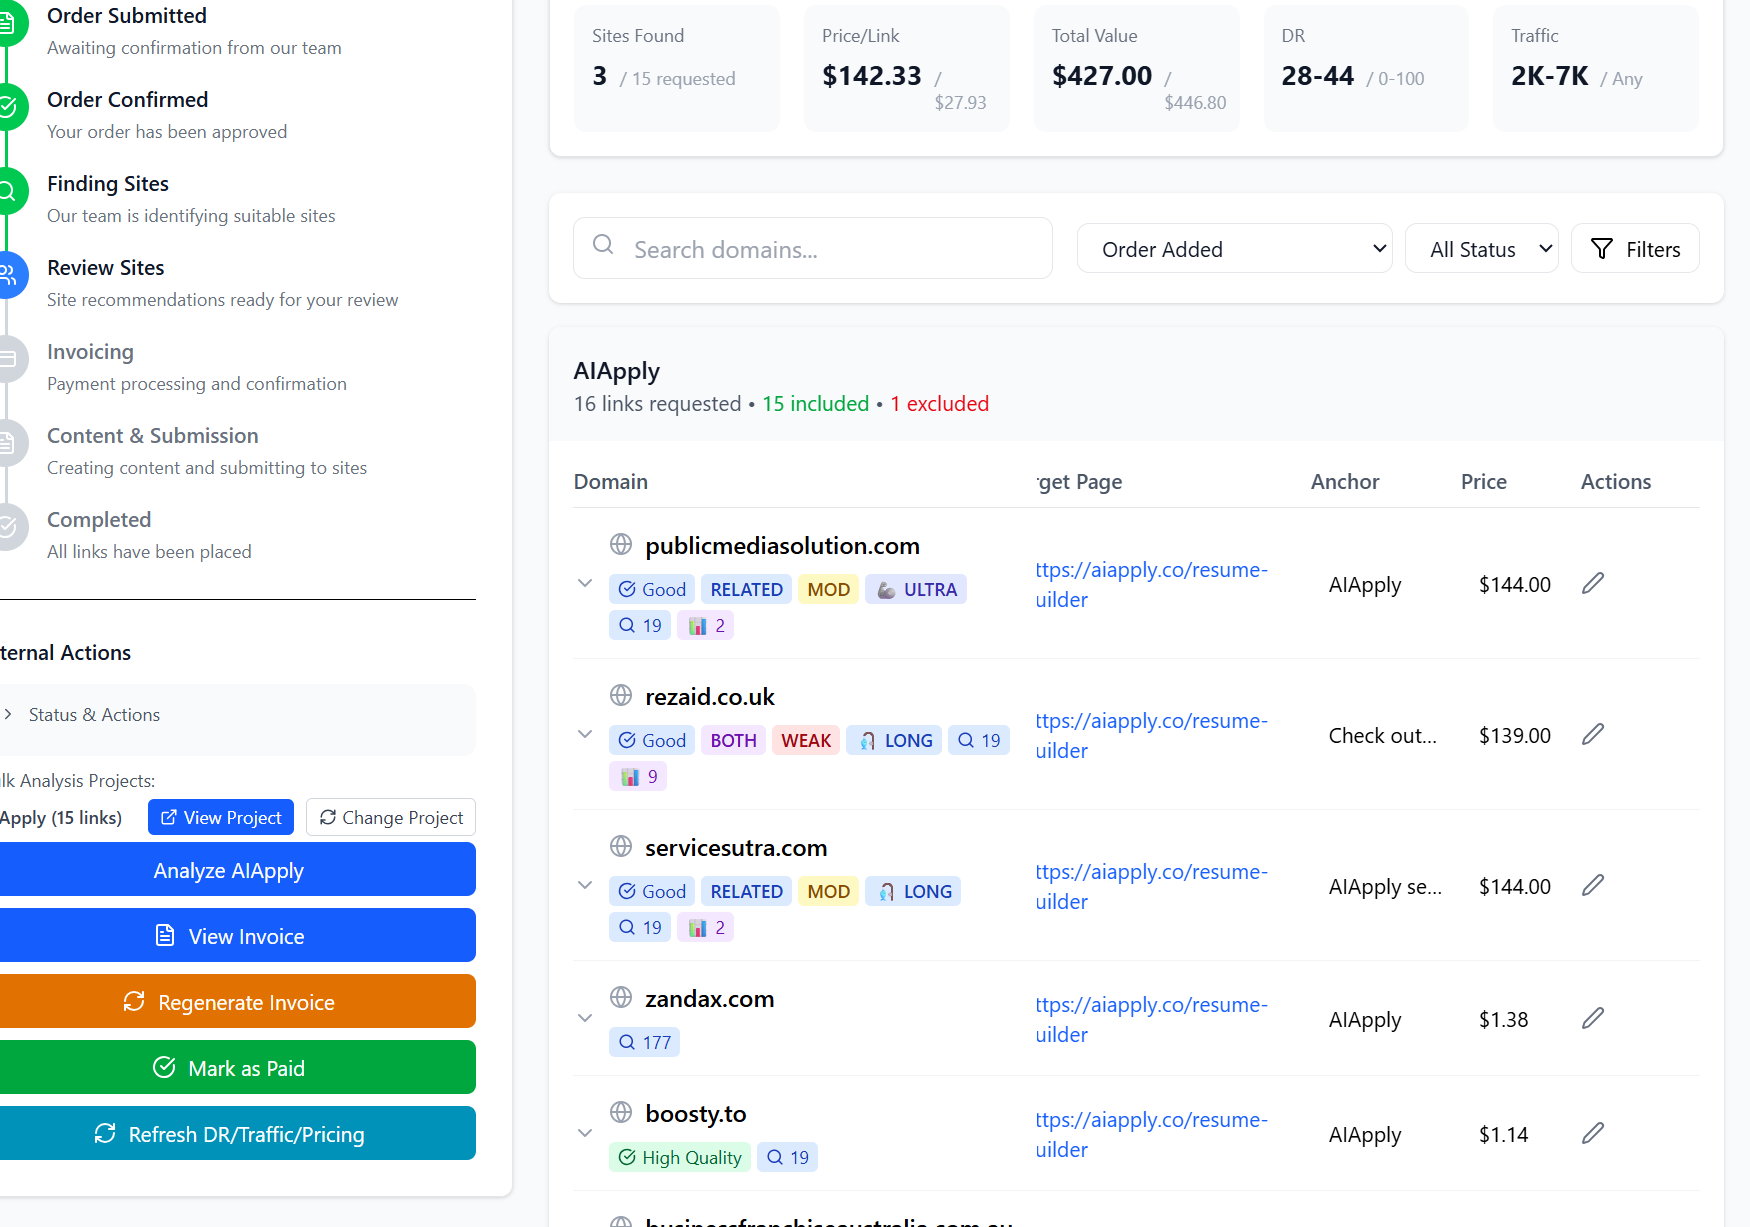 Order Submitted
Awaiting confirmation from our team
Order Confirmed
Your order has been approved
Finding Sites
Our team is identifying suitable sites
Review Sites
Site recommendations ready for your review
Invoicing
Payment processing and confirmation
Content & Submission
Creating content and submitting to sites
Completed
All links have been placed
ternal Actions
Status & Actions
lk Analysis Projects:
Apply (15 links) View Project Change Project
Analyze AIApply
View Invoice
Regenerate Invoice
Mark as Paid
Refresh DR/Traffic/Pricing
Sites Found
3 / 15 requested
Price/Link
$142.33 /
$27.93
Total Value
$427.00 /
$446.80
DR
28-44 / 0-100
Traffic
2K-7K / Any
Search domains...
Order Added
All Status
Filters
AIApply
16 links requested • 15 included • 1 excluded
Domain rget Page Anchor Price Actions
publicmediasolution.com
Good RELATED MOD ULTRA
19 2
ttps://aiapply.co/resume-
uilder
AIApply $144.00
rezaid.co.uk
Good BOTH WEAK LONG 19
9
ttps://aiapply.co/resume-
uilder
Check out... $139.00
servicesutra.com
Good RELATED MOD LONG
19 2
ttps://aiapply.co/resume-
uilder
AIApply se... $144.00
zandax.com
177
ttps://aiapply.co/resume-
uilder
AIApply $1.38
boosty.to
High Quality 19
ttps://aiapply.co/resume-
uilder
AIApply $1.14
businessfranchiseaustralia.com.au